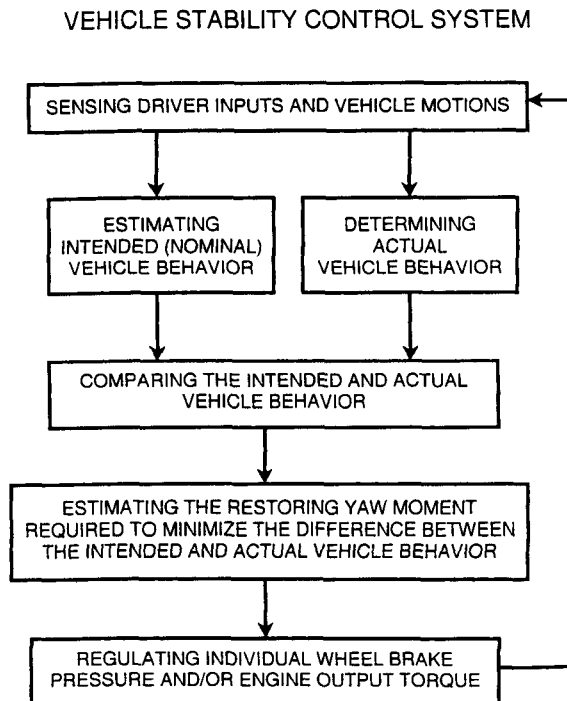 VEHICLE STABILITY CONTROL SYSTEM
SENSING DRIVER INPUTS AND VEHICLE MOTIONS
ESTIMATING
INTENDED (NOMINAL)
VEHICLE BEHAVIOR
DETERMINING
ACTUAL
VEHICLE BEHAVIOR
COMPARING THE INTENDED AND ACTUAL
VEHICLE BEHAVIOR
ESTIMATING THE RESTORING YAW MOMENT
REQUIRED TO MINIMIZE THE DIFFERENCE BETWEEN
THE INTENDED AND ACTUAL VEHICLE BEHAVIOR
REGULATING INDIVIDUAL WHEEL BRAKE
PRESSURE AND/OR ENGINE OUTPUT TORQUE